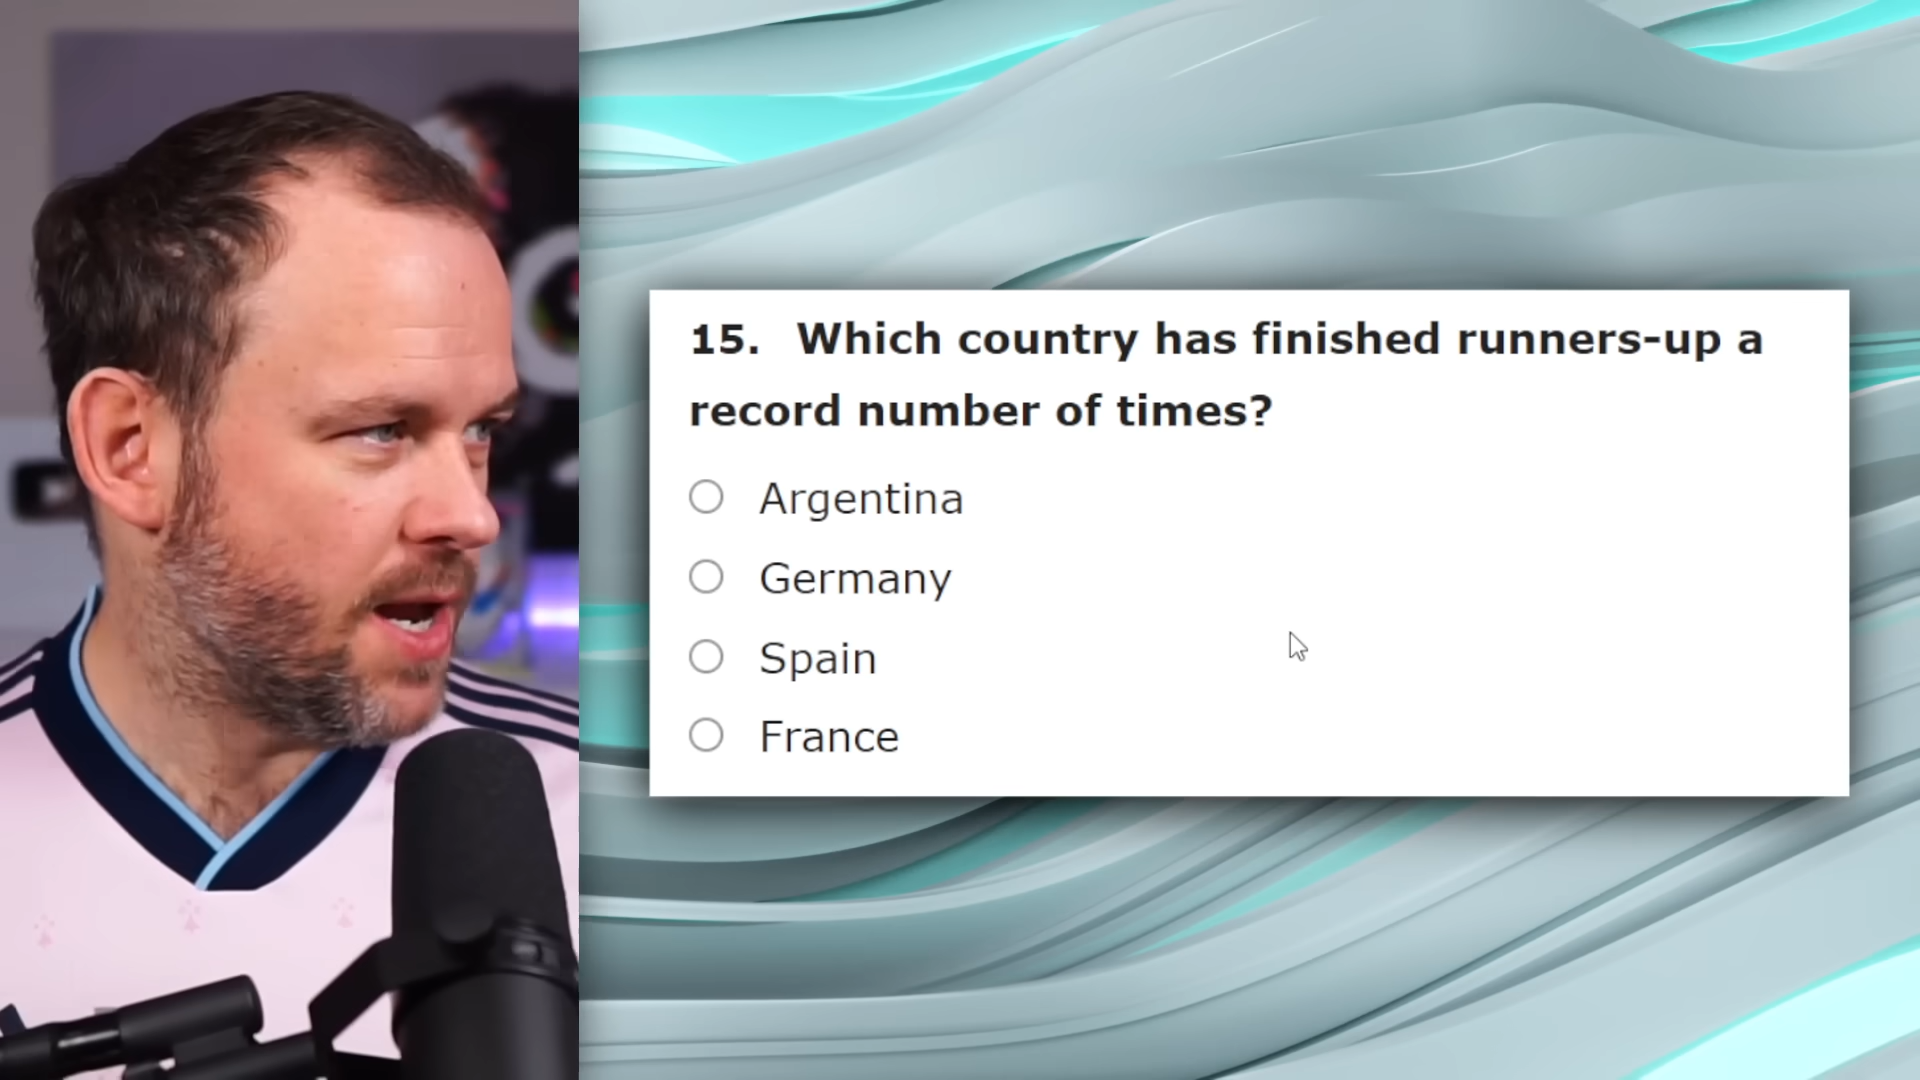 15. Which country has finished runners-up a
record number of times?
Argentina
Germany
Spain
France